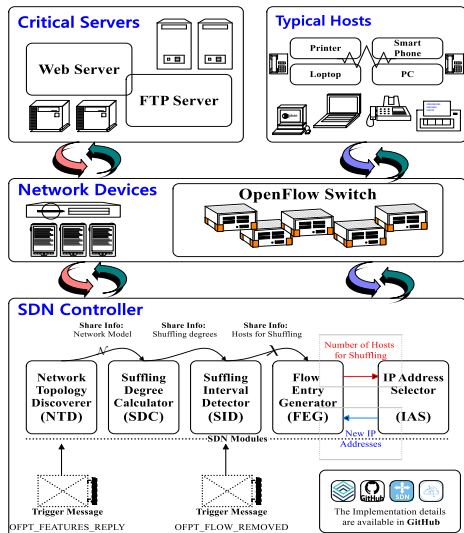 Critical Servers
Web Server
FTP Server
Typical Hosts
Printer
Smart
Phone
Loptop
PC
Network Devices
OpenFlow Switch
SDN Controller
Share Info:
Network Model
Share Info:
Shuffling degrees
Share Info:
Hosts for Shuffling
Number of Hosts
for Shuffling
Network
Topology
Discoverer
(NTD)
Suffling
Degree
Calculator
(SDC)
Suffling
Interval
Detector
(SID)
Flow
Entry
Generator
(FEG)
IP Address
Selector
(IAS)
New IP
Addresses
SDN Modules
Trigger Message
OFPT_FEATURES_REPLY
Trigger Message
OFPT_FLOW_REMOVED
GitHub
SDN
The Implementation details
are available in GitHub